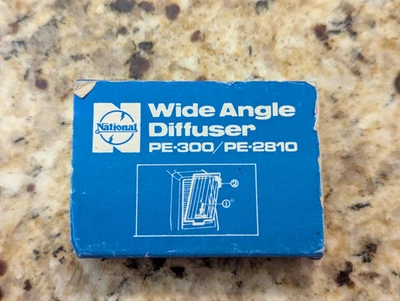 National
Wide Angle
Diffuser
PE-300/PE-2810
②
①